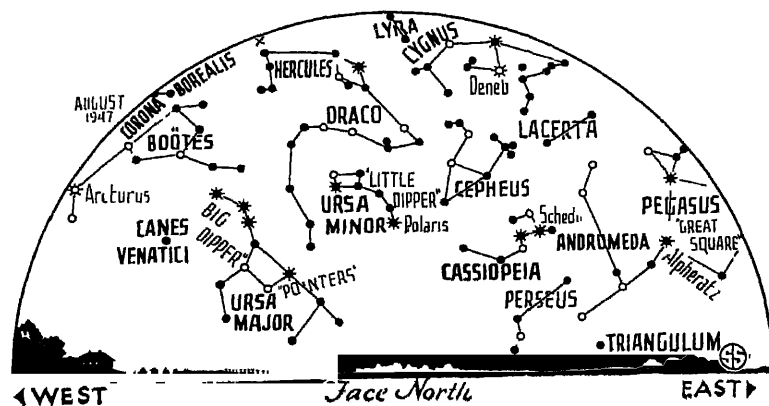 LYRA
CYGNUS
HERCULES
Deneb
CORONA BOREALIS
AUGUST
1947
DRACO
LACERTA
BOÖTES
"LITTLE
DIPPER"
CEPHEUS
Arcturus
URSA
MINOR
Polaris
PEGASUS
"GREAT
SQUARE"
Schedir
BIG
DIPPER"
CANES
VENATICI
ANDROMEDA
Alpheratz
CASSIOPEIA
"POINTERS"
URSA
MAJOR
PERSEUS
TRIANGULUM
SS
WEST
Face North
EAST